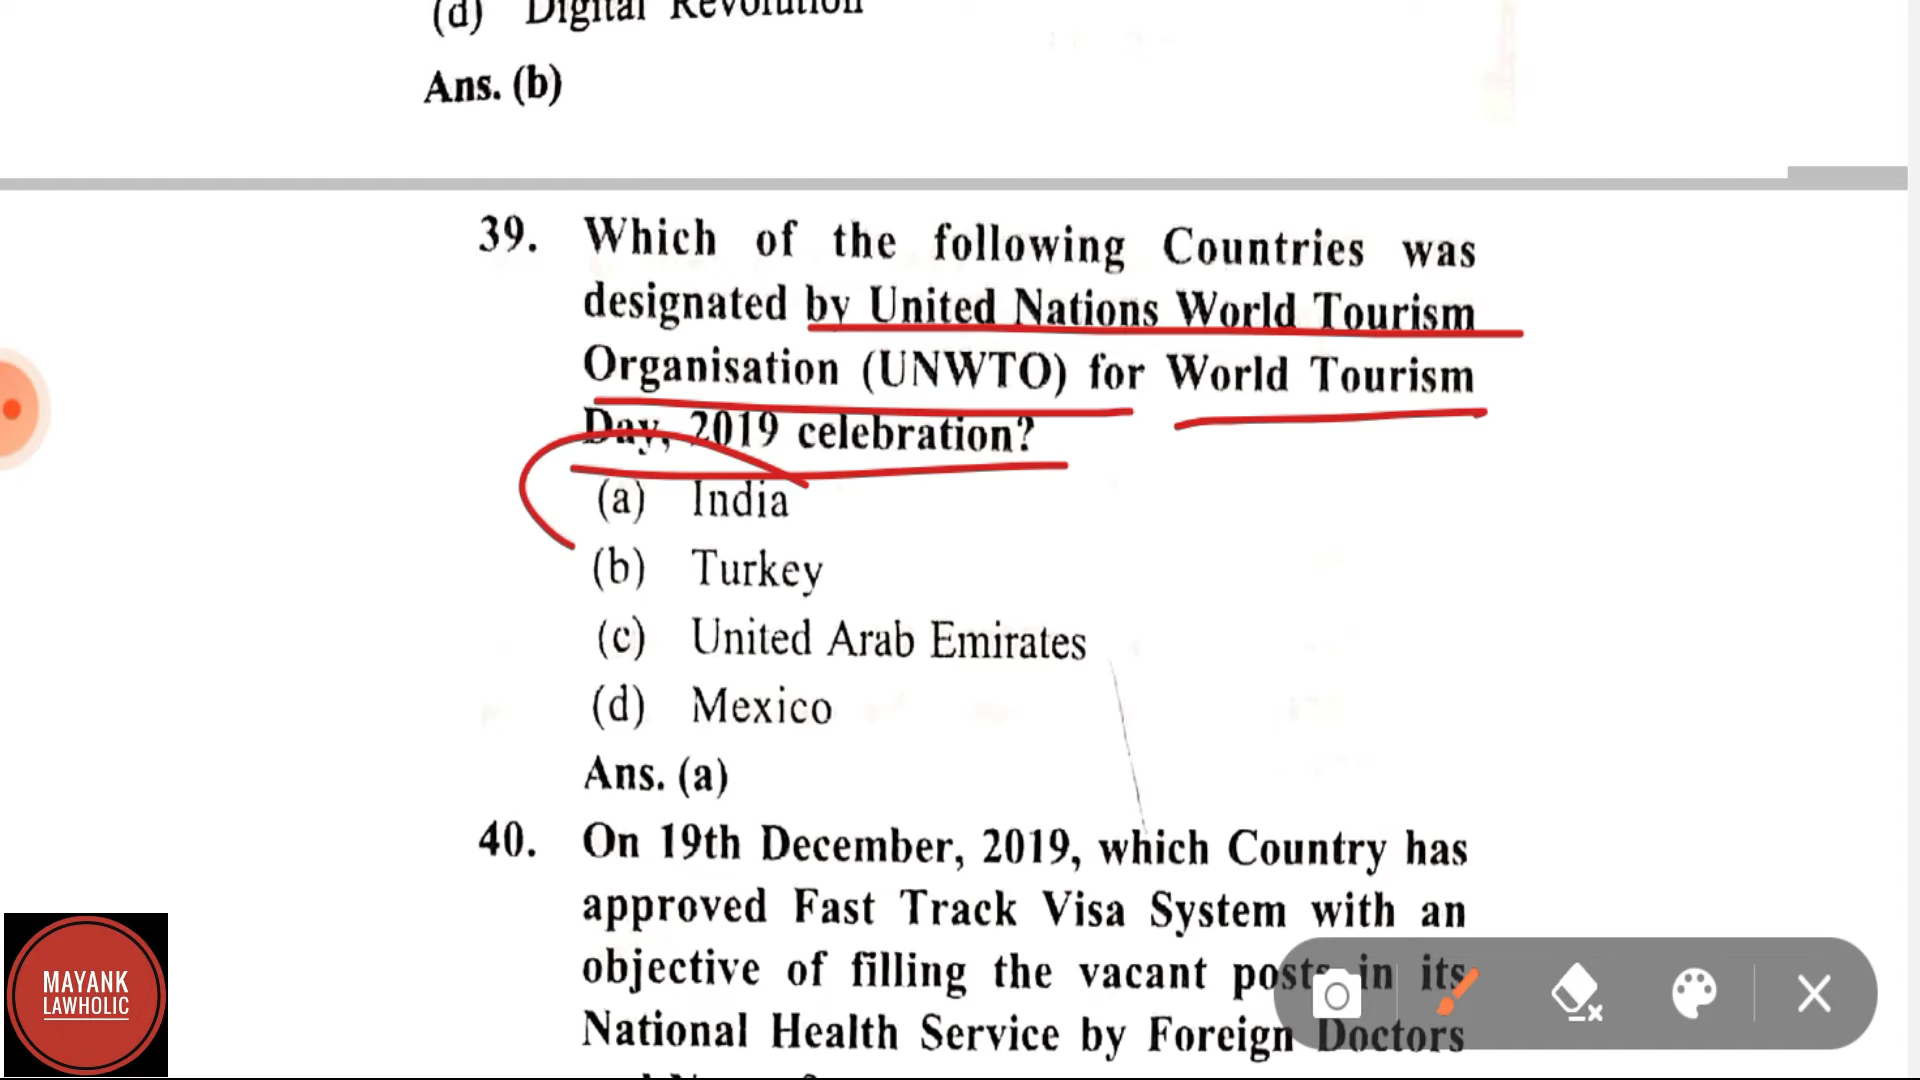 (d) Digital Revolution
Ans. (b)
39. Which of the following Countries was
designated by United Nations World Tourism
Organisation (UNWTO) for World Tourism
Day, 2019 celebration?
(a) India
(b) Turkey
(c) United Arab Emirates
(d) Mexico
Ans. (a)
40. On 19th December, 2019, which Country has
approved Fast Track Visa System with an
objective of filling the vacant posts in its
National Health Service by Foreign Doctors
MAYANK
LAWHOLIC